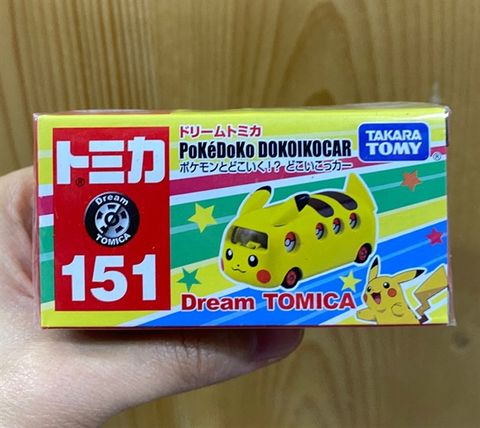 トミカ
®
Dream
TOMICA
151
ドリームトミカ
PoKéDoKo DOKOIKOCAR
ポケモンとどこいく!? どこいこっカー
TAKARA
TOMY®
Dream TOMICA